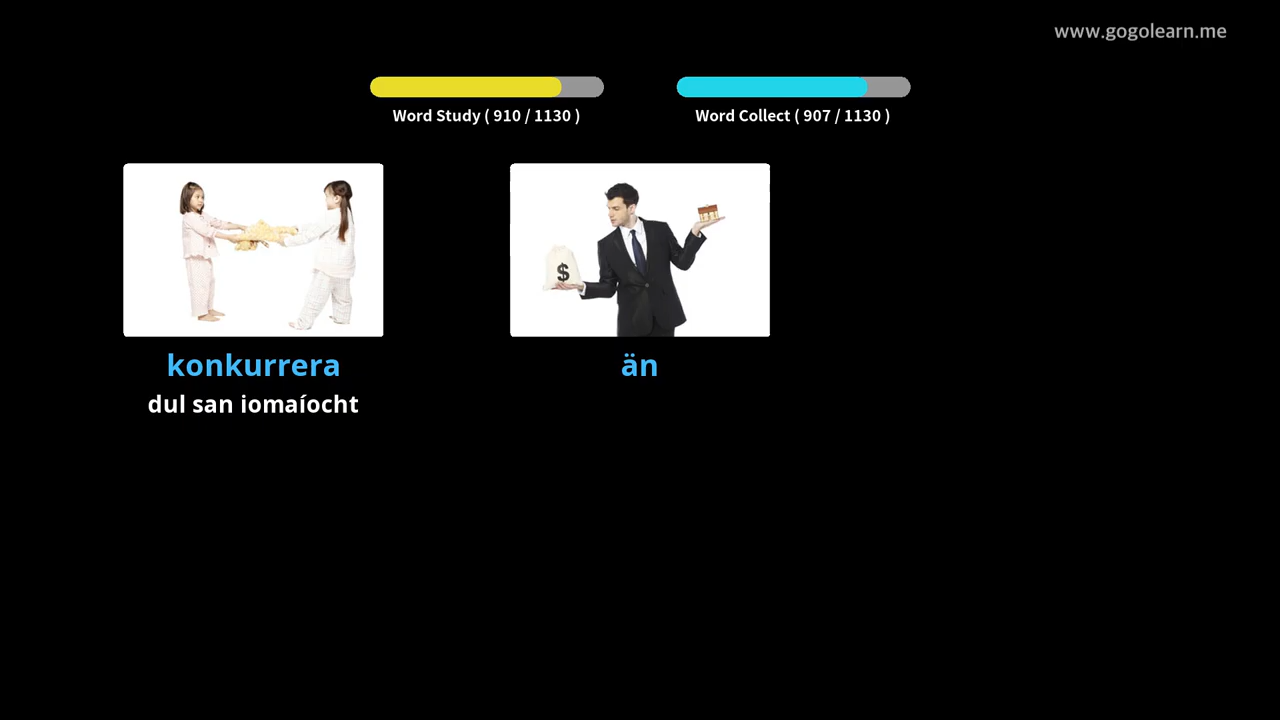 www.gogolearn.me
Word Study ( 910 / 1130 )
Word Collect ( 907 / 1130 )
$
konkurrera
dul san iomaíocht
än